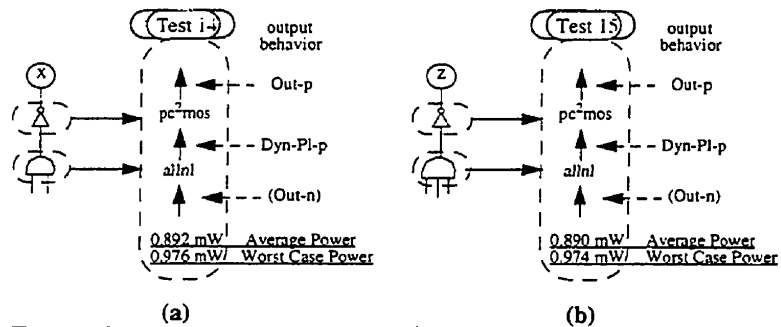 Test 14
output
behavior
X
Out-p
pc²mos
Dyn-Pl-p
allnl
(Out-n)
0.892 mW Average Power
0.976 mW Worst Case Power
(a)
Test 15
output
behavior
z
Out-p
pc²mos
Dyn-Pl-p
allnl
(Out-n)
0.890 mW Average Power
0.974 mW Worst Case Power
(b)